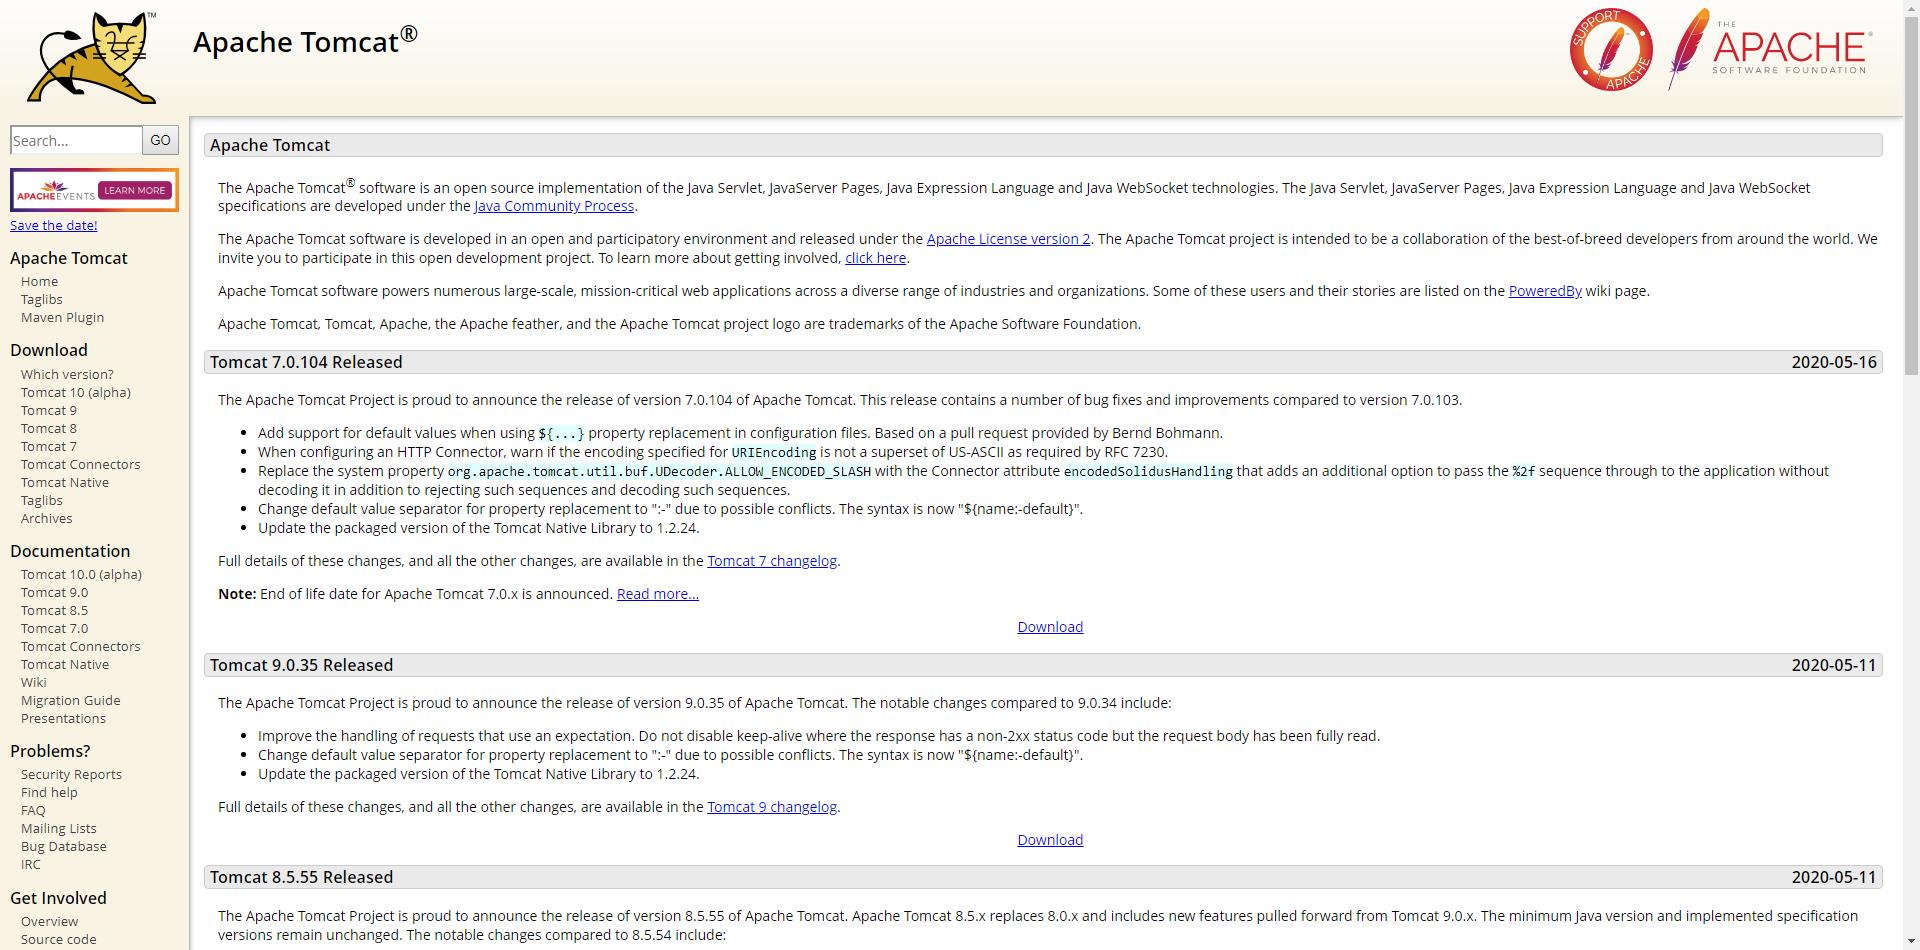 TM
Apache Tomcat®
SUPPORT
APACHE
THE
APACHE®
SOFTWARE FOUNDATION
Search...
GO
APACHEEVENTS LEARN MORE
Save the date!
Apache Tomcat
Home
Taglibs
Maven Plugin
Download
Which version?
Tomcat 10 (alpha)
Tomcat 9
Tomcat 8
Tomcat 7
Tomcat Connectors
Tomcat Native
Taglibs
Archives
Documentation
Tomcat 10.0 (alpha)
Tomcat 9.0
Tomcat 8.5
Tomcat 7.0
Tomcat Connectors
Tomcat Native
Wiki
Migration Guide
Presentations
Problems?
Security Reports
Find help
FAQ
Mailing Lists
Bug Database
IRC
Get Involved
Overview
Source code
Apache Tomcat
The Apache Tomcat® software is an open source implementation of the Java Servlet, JavaServer Pages, Java Expression Language and Java WebSocket technologies. The Java Servlet, JavaServer Pages, Java Expression Language and Java WebSocket
specifications are developed under the Java Community Process.
The Apache Tomcat software is developed in an open and participatory environment and released under the Apache License version 2. The Apache Tomcat project is intended to be a collaboration of the best-of-breed developers from around the world. We
invite you to participate in this open development project. To learn more about getting involved, click here.
Apache Tomcat software powers numerous large-scale, mission-critical web applications across a diverse range of industries and organizations. Some of these users and their stories are listed on the PoweredBy wiki page.
Apache Tomcat, Tomcat, Apache, the Apache feather, and the Apache Tomcat project logo are trademarks of the Apache Software Foundation.
Tomcat 7.0.104 Released 2020-05-16
The Apache Tomcat Project is proud to announce the release of version 7.0.104 of Apache Tomcat. This release contains a number of bug fixes and improvements compared to version 7.0.103.
• Add support for default values when using ${...} property replacement in configuration files. Based on a pull request provided by Bernd Bohmann.
• When configuring an HTTP Connector, warn if the encoding specified for URIEncoding is not a superset of US-ASCII as required by RFC 7230.
• Replace the system property org.apache.tomcat.util.buf.UDecoder.ALLOW_ENCODED_SLASH with the Connector attribute encodedSolidusHandling that adds an additional option to pass the %2f sequence through to the application without
decoding it in addition to rejecting such sequences and decoding such sequences.
• Change default value separator for property replacement to ":-" due to possible conflicts. The syntax is now "${name:-default}".
• Update the packaged version of the Tomcat Native Library to 1.2.24.
Full details of these changes, and all the other changes, are available in the Tomcat 7 changelog.
Note: End of life date for Apache Tomcat 7.0.x is announced. Read more...
Download
Tomcat 9.0.35 Released 2020-05-11
The Apache Tomcat Project is proud to announce the release of version 9.0.35 of Apache Tomcat. The notable changes compared to 9.0.34 include:
• Improve the handling of requests that use an expectation. Do not disable keep-alive where the response has a non-2xx status code but the request body has been fully read.
• Change default value separator for property replacement to ":-" due to possible conflicts. The syntax is now "${name:-default}".
• Update the packaged version of the Tomcat Native Library to 1.2.24.
Full details of these changes, and all the other changes, are available in the Tomcat 9 changelog.
Download
Tomcat 8.5.55 Released 2020-05-11
The Apache Tomcat Project is proud to announce the release of version 8.5.55 of Apache Tomcat. Apache Tomcat 8.5.x replaces 8.0.x and includes new features pulled forward from Tomcat 9.0.x. The minimum Java version and implemented specification
versions remain unchanged. The notable changes compared to 8.5.54 include: